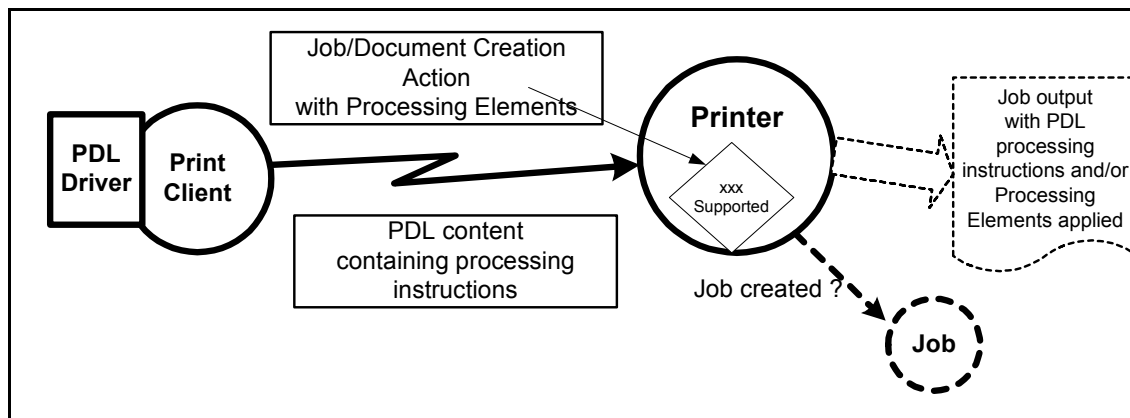 Job/Document Creation
Action
with Processing Elements
PDL
Driver
Print
Client
Printer
xxx
Supported
Job output
with PDL
processing
instructions and/or
Processing
Elements applied
PDL content
containing processing
instructions
Job created ?
Job